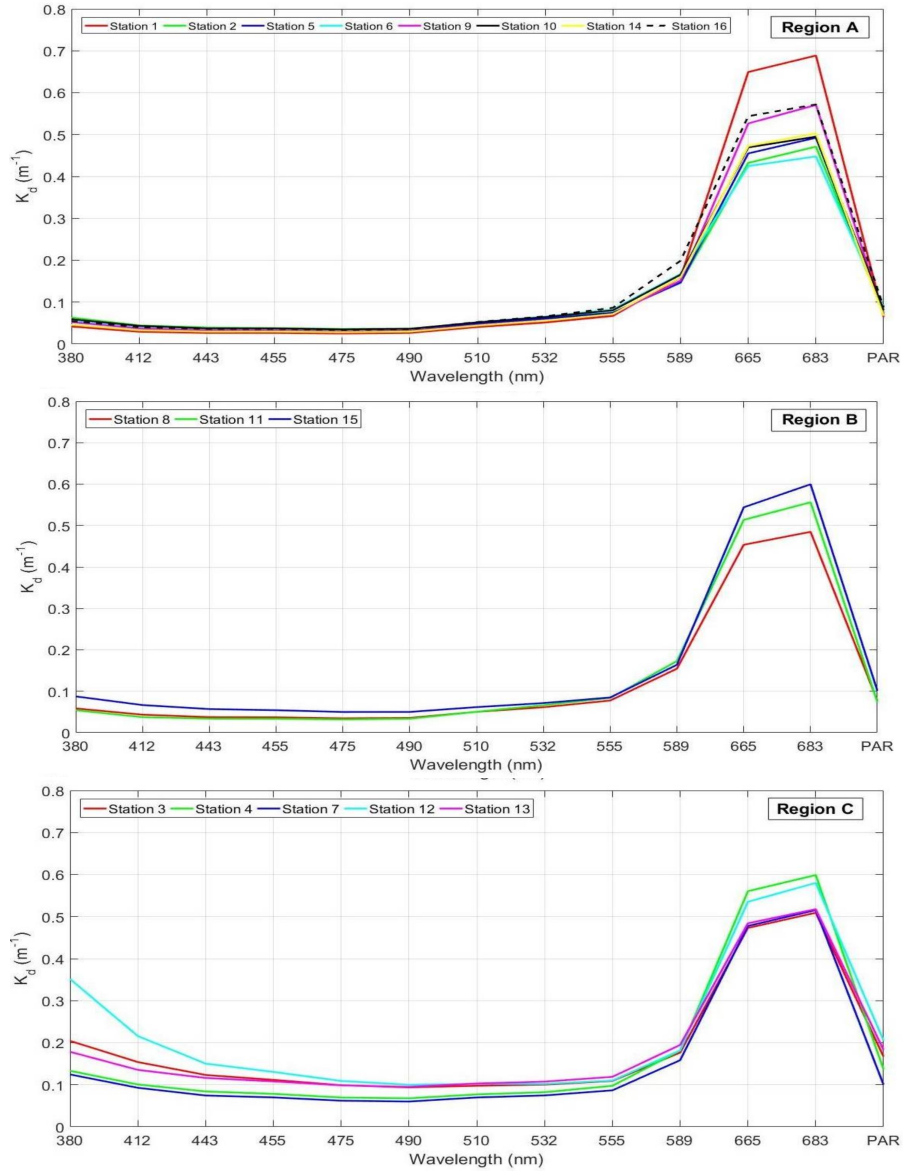 0.8
Station 1 Station 2 Station 5 Station 6 Station 9 Station 10 Station 14 Station 16
Region A
0.7
0.6
0.5
0.4
0.3
0.2
0.1
0
K_d (m^-1)
380 412 443 455 475 490 510 532 555 589 665 683 PAR
Wavelength (nm)
0.8
Station 8 Station 11 Station 15
Region B
0.7
0.6
0.5
0.4
0.3
0.2
0.1
0
K_d (m^-1)
380 412 443 455 475 490 510 532 555 589 665 683 PAR
Wavelength (nm)
0.8
Station 3 Station 4 Station 7 Station 12 Station 13
Region C
0.7
0.6
0.5
0.4
0.3
0.2
0.1
0
K_d (m^-1)
380 412 443 455 475 490 510 532 555 589 665 683 PAR
Wavelength (nm)